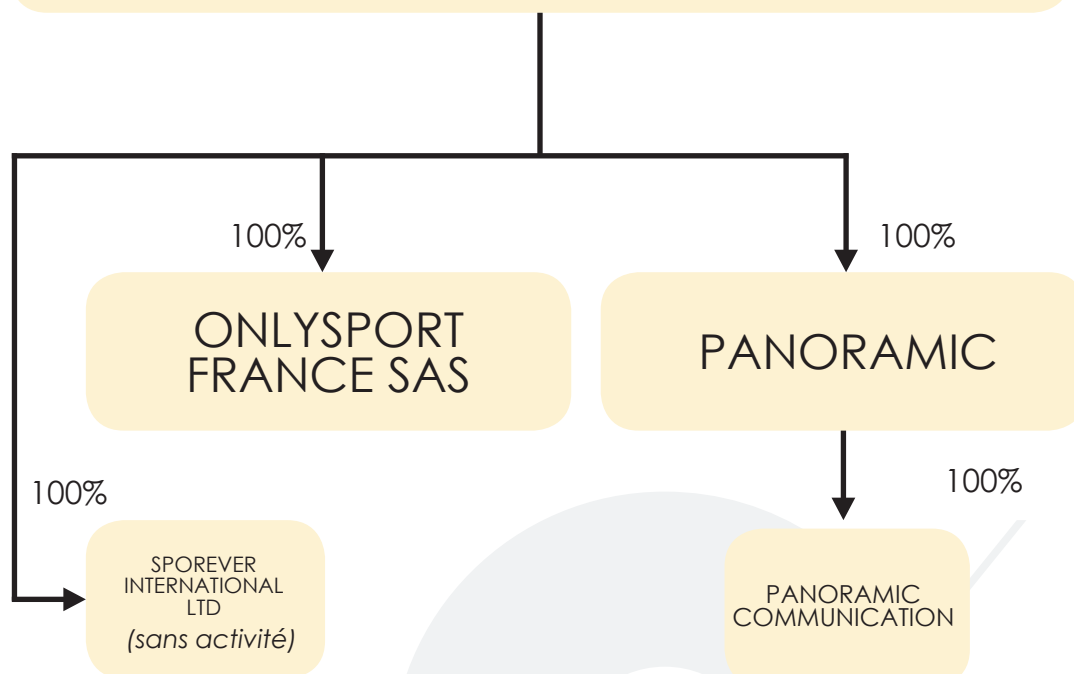 100%
100%
ONLYSPORT
FRANCE SAS
PANORAMIC
100%
100%
SPOREVER
INTERNATIONAL
LTD
(sans activité)
PANORAMIC
COMMUNICATION